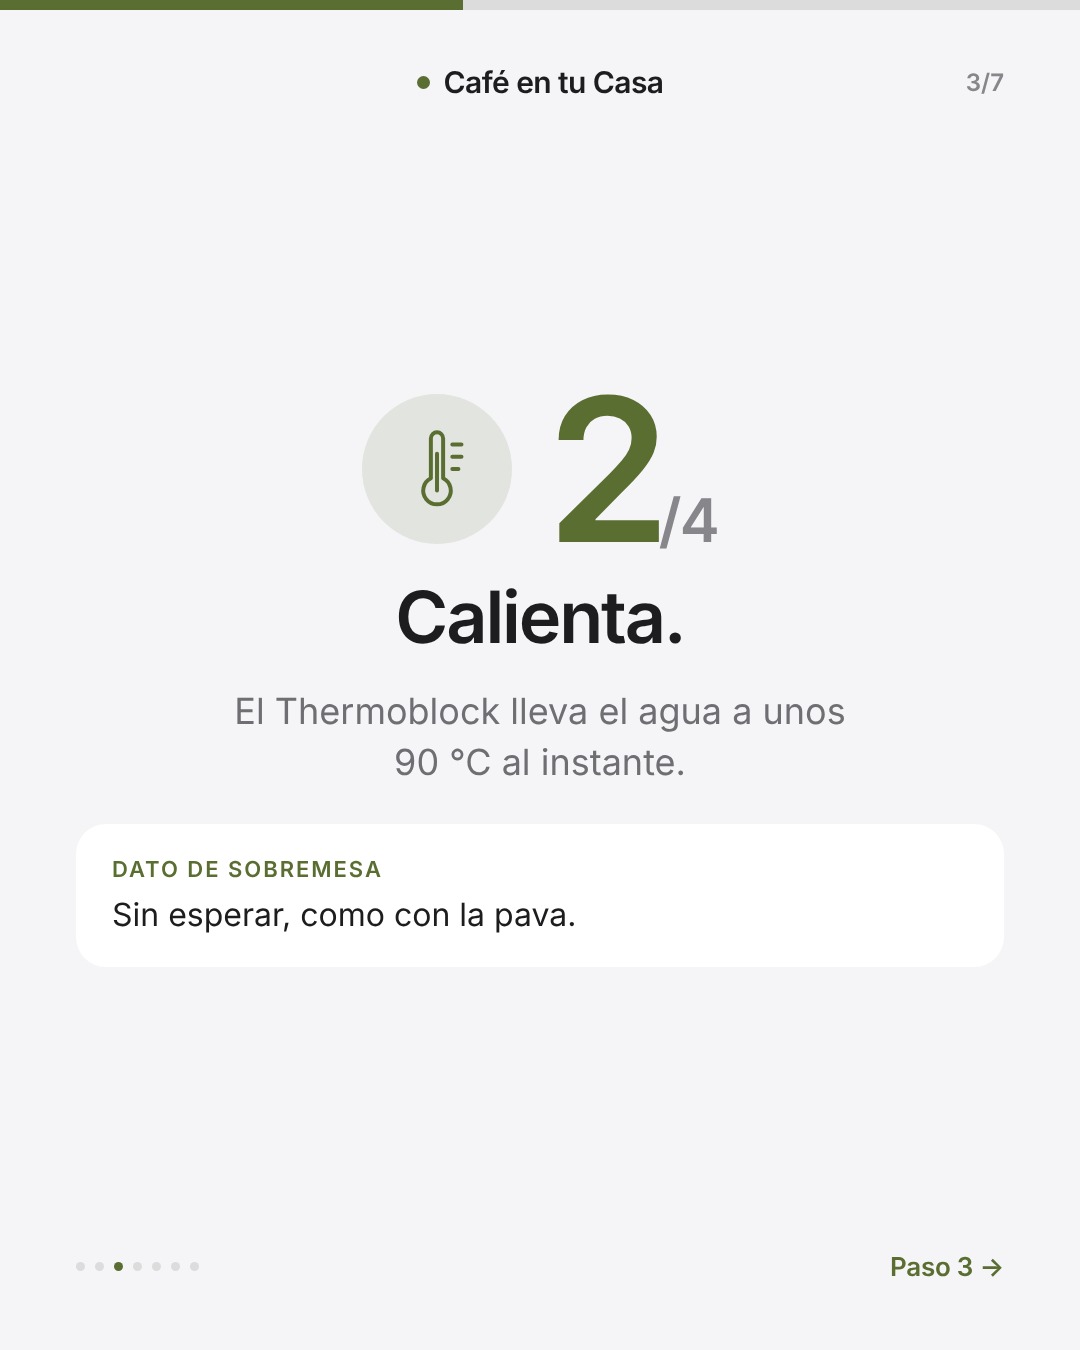 Café en tu Casa
3/7
2/4
Calienta.
El Thermoblock lleva el agua a unos
90 °C al instante.
DATO DE SOBREMESA
Sin esperar, como con la pava.
Paso 3 →